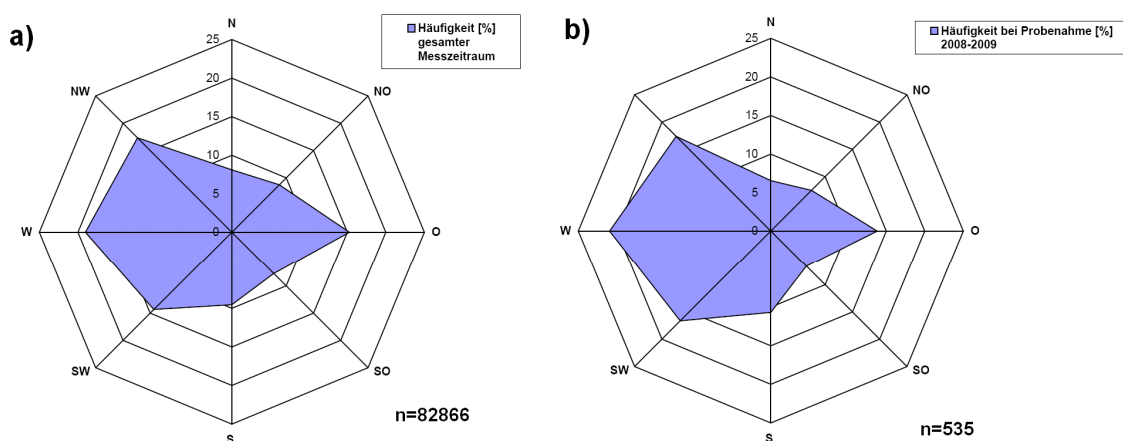 a)
Häufigkeit [%]
gesamter
Messzeitraum
N
NO
O
SO
S
SW
W
NW
25
20
15
10
5
0
n=82866
b)
Häufigkeit bei Probenahme [%]
2008-2009
N
NO
O
SO
S
SW
W
25
20
15
10
5
0
n=535